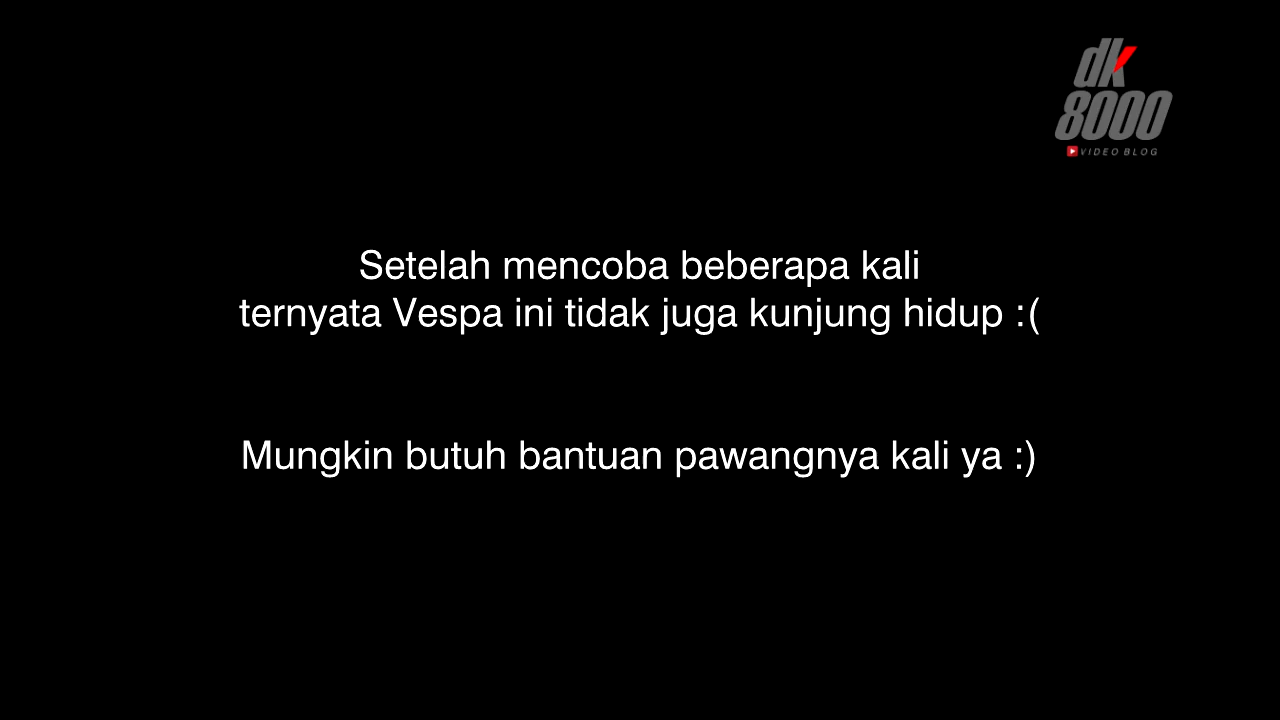 dk
8000
VIDEO BLOG
Setelah mencoba beberapa kali
ternyata Vespa ini tidak juga kunjung hidup :(
Mungkin butuh bantuan pawangnya kali ya :)